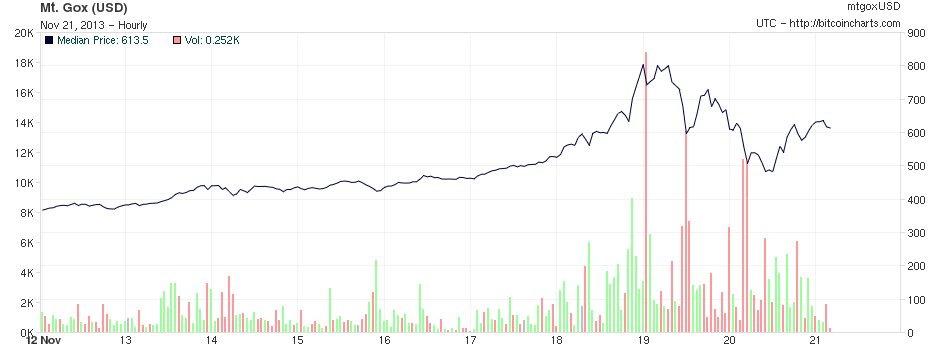 Mt. Gox (USD)
mtgoxUSD
Nov 21, 2013 - Hourly
UTC - http://bitcoincharts.com
Median Price: 613.5
Vol: 0.252K
20K
18K
16K
14K
12K
10K
8K
6K
4K
2K
0K
900
800
700
600
500
400
300
200
100
0
12 Nov
13
14
15
16
17
18
19
20
21